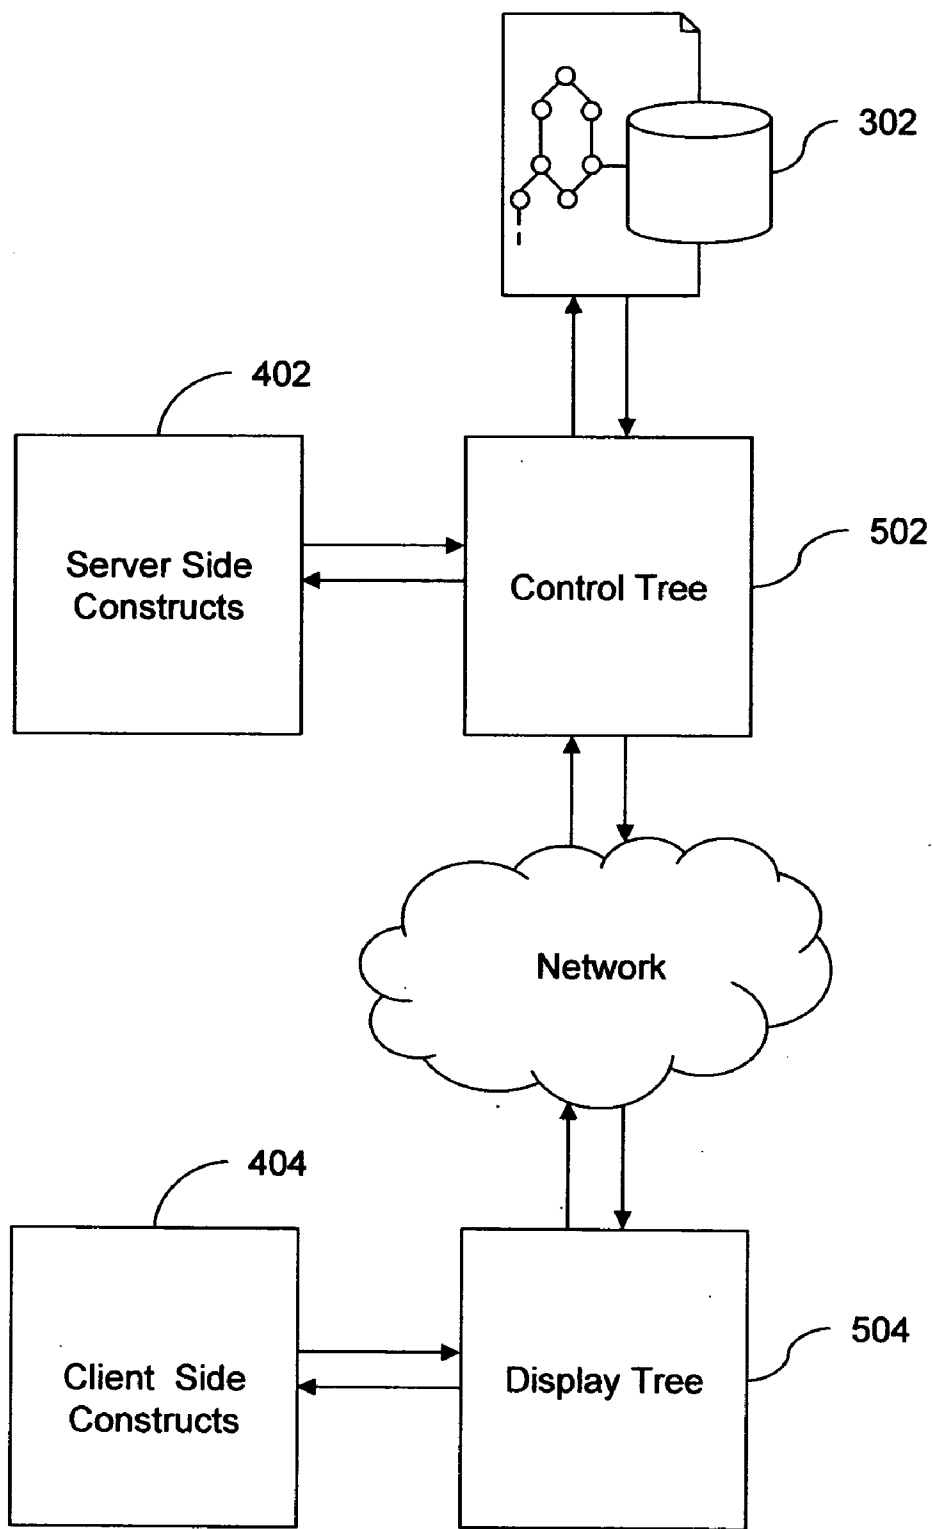 302
402
502
Server Side
Constructs
Control Tree
Network
404
504
Client Side
Constructs
Display Tree